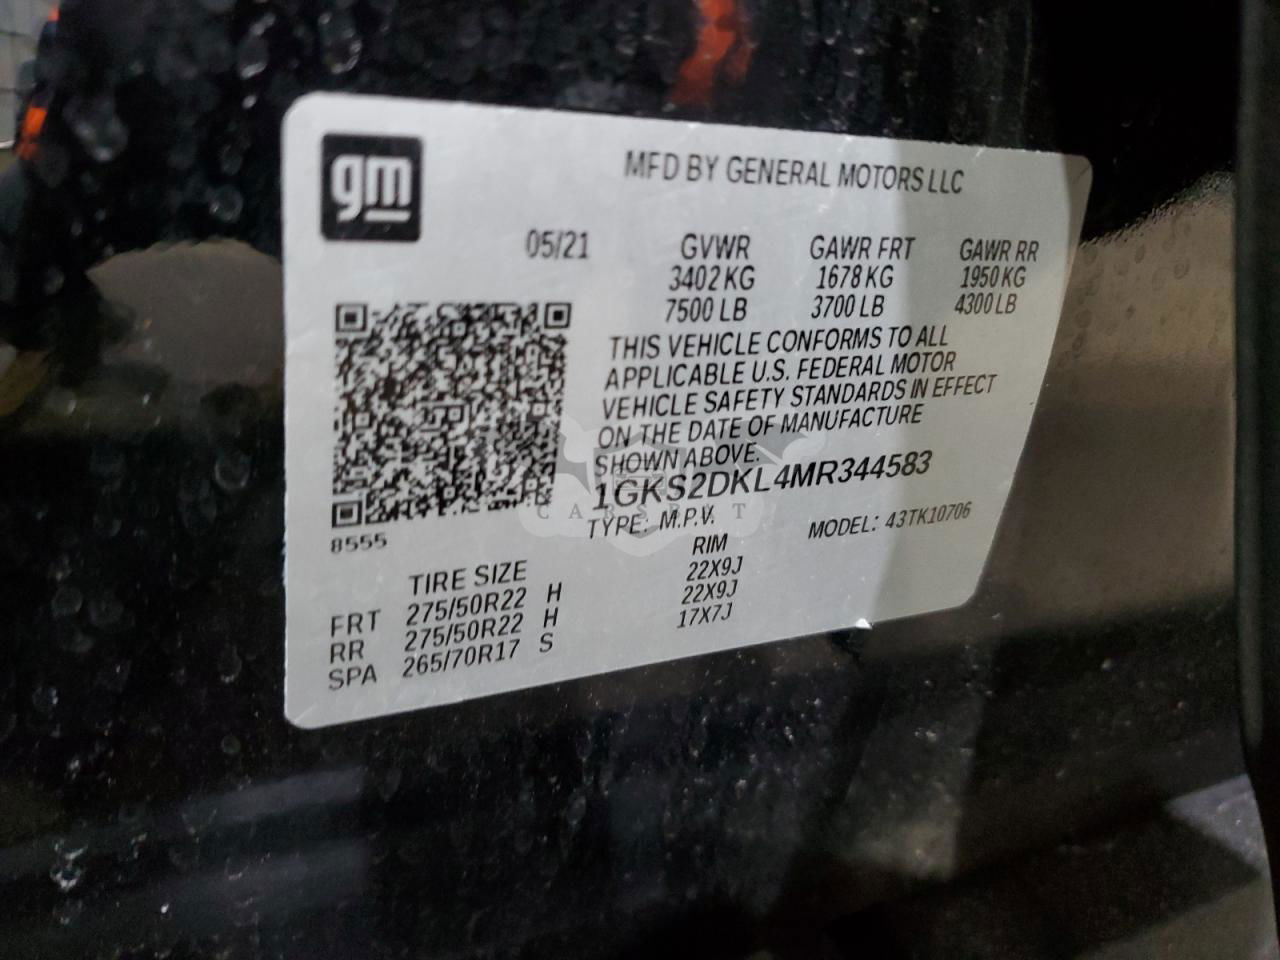 gm
MFD BY GENERAL MOTORS LLC
05/21 GVWR GAWR FRT GAWR RR
3402 KG 1678 KG 1950 KG
7500 LB 3700 LB 4300 LB
THIS VEHICLE CONFORMS TO ALL
APPLICABLE U.S. FEDERAL MOTOR
VEHICLE SAFETY STANDARDS IN EFFECT
ON THE DATE OF MANUFACTURE
SHOWN ABOVE.
1GKS2DKL4MR344583
TYPE: M.P.V. MODEL: 43TK10706
8555
TIRE SIZE RIM
FRT 275/50R22 H 22X9J
RR 275/50R22 H 22X9J
SPA 265/70R17 S 17X7J